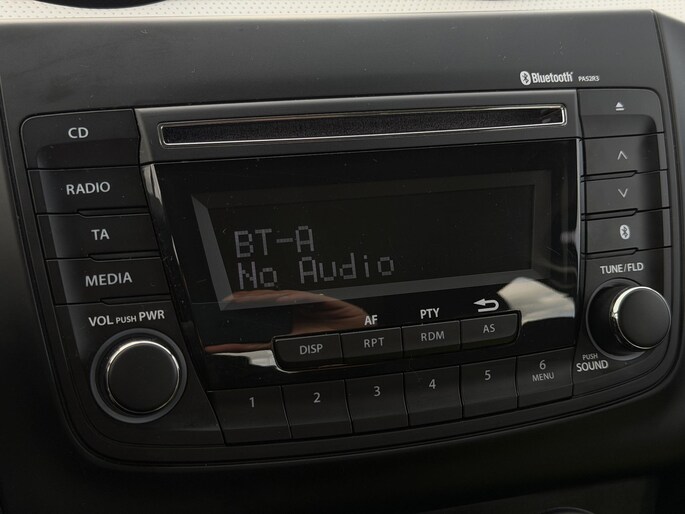 Bluetooth® PA52R3
CD
RADIO
TA
MEDIA
VOL PUSH PWR
BT-A
No Audio
AF PTY
DISP RPT RDM AS
TUNE/FLD
PUSH
SOUND
1 2 3 4 5 6
MENU